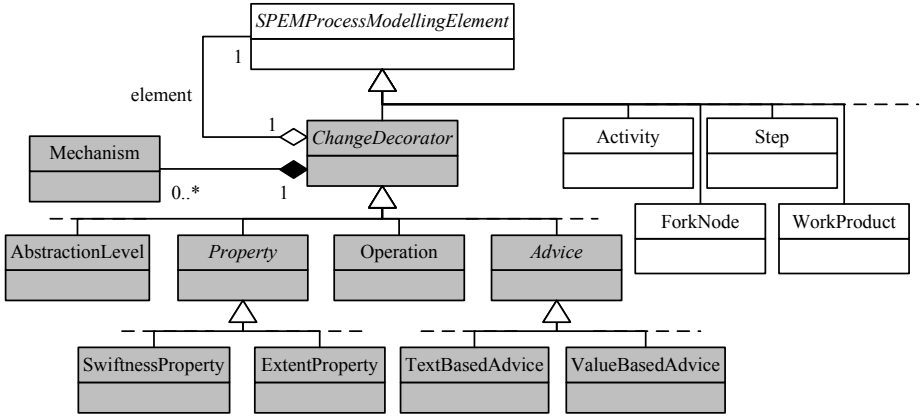 SPEMProcessModellingElement
1
element
1
ChangeDecorator
Mechanism
0..*
1
Activity
Step
ForkNode
WorkProduct
AbstractionLevel
Property
Operation
Advice
SwiftnessProperty
ExtentProperty
TextBasedAdvice
ValueBasedAdvice